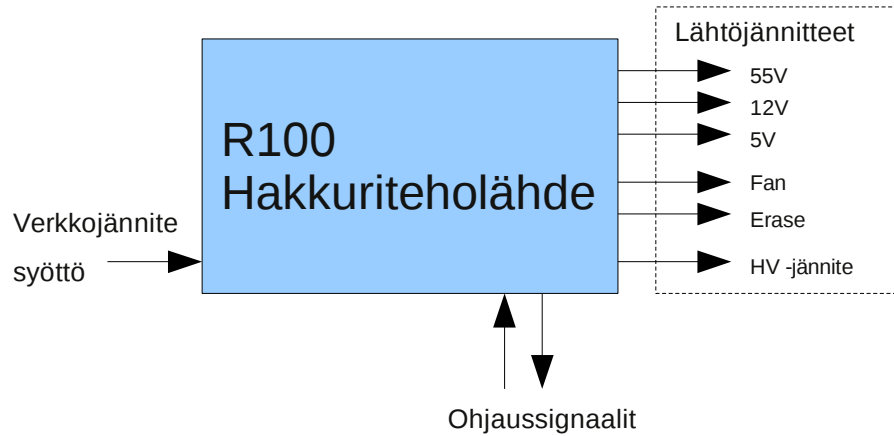 Lähtöjännitteet
55V
12V
5V
Fan
Erase
HV -jännite
R100
Hakkuriteholähde
Verkkojännite
syöttö
Ohjaussignaalit